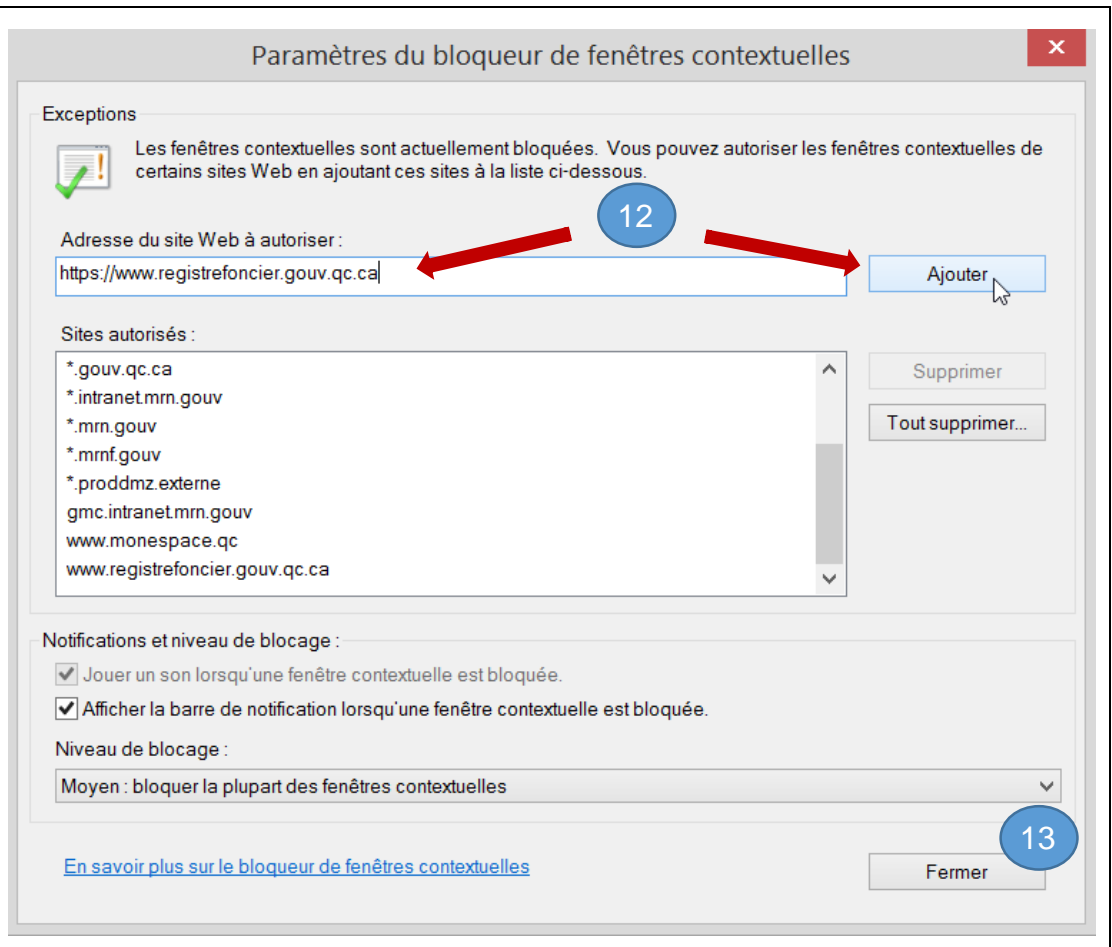 Paramètres du bloqueur de fenêtres contextuelles
x
Exceptions
Les fenêtres contextuelles sont actuellement bloquées. Vous pouvez autoriser les fenêtres contextuelles de
certains sites Web en ajoutant ces sites à la liste ci-dessous.
12
Adresse du site Web à autoriser :
https://www.registrefoncier.gouv.qc.ca
Ajouter
Sites autorisés :
*.gouv.qc.ca
*.intranet.mrn.gouv
*.mrn.gouv
*.mrnf.gouv
*.proddmz.externe
gmc.intranet.mrn.gouv
www.monespace.qc
www.registrefoncier.gouv.qc.ca
Supprimer
Tout supprimer...
Notifications et niveau de blocage :
Jouer un son lorsqu'une fenêtre contextuelle est bloquée.
Afficher la barre de notification lorsqu'une fenêtre contextuelle est bloquée.
Niveau de blocage :
Moyen : bloquer la plupart des fenêtres contextuelles
13
En savoir plus sur le bloqueur de fenêtres contextuelles
Fermer